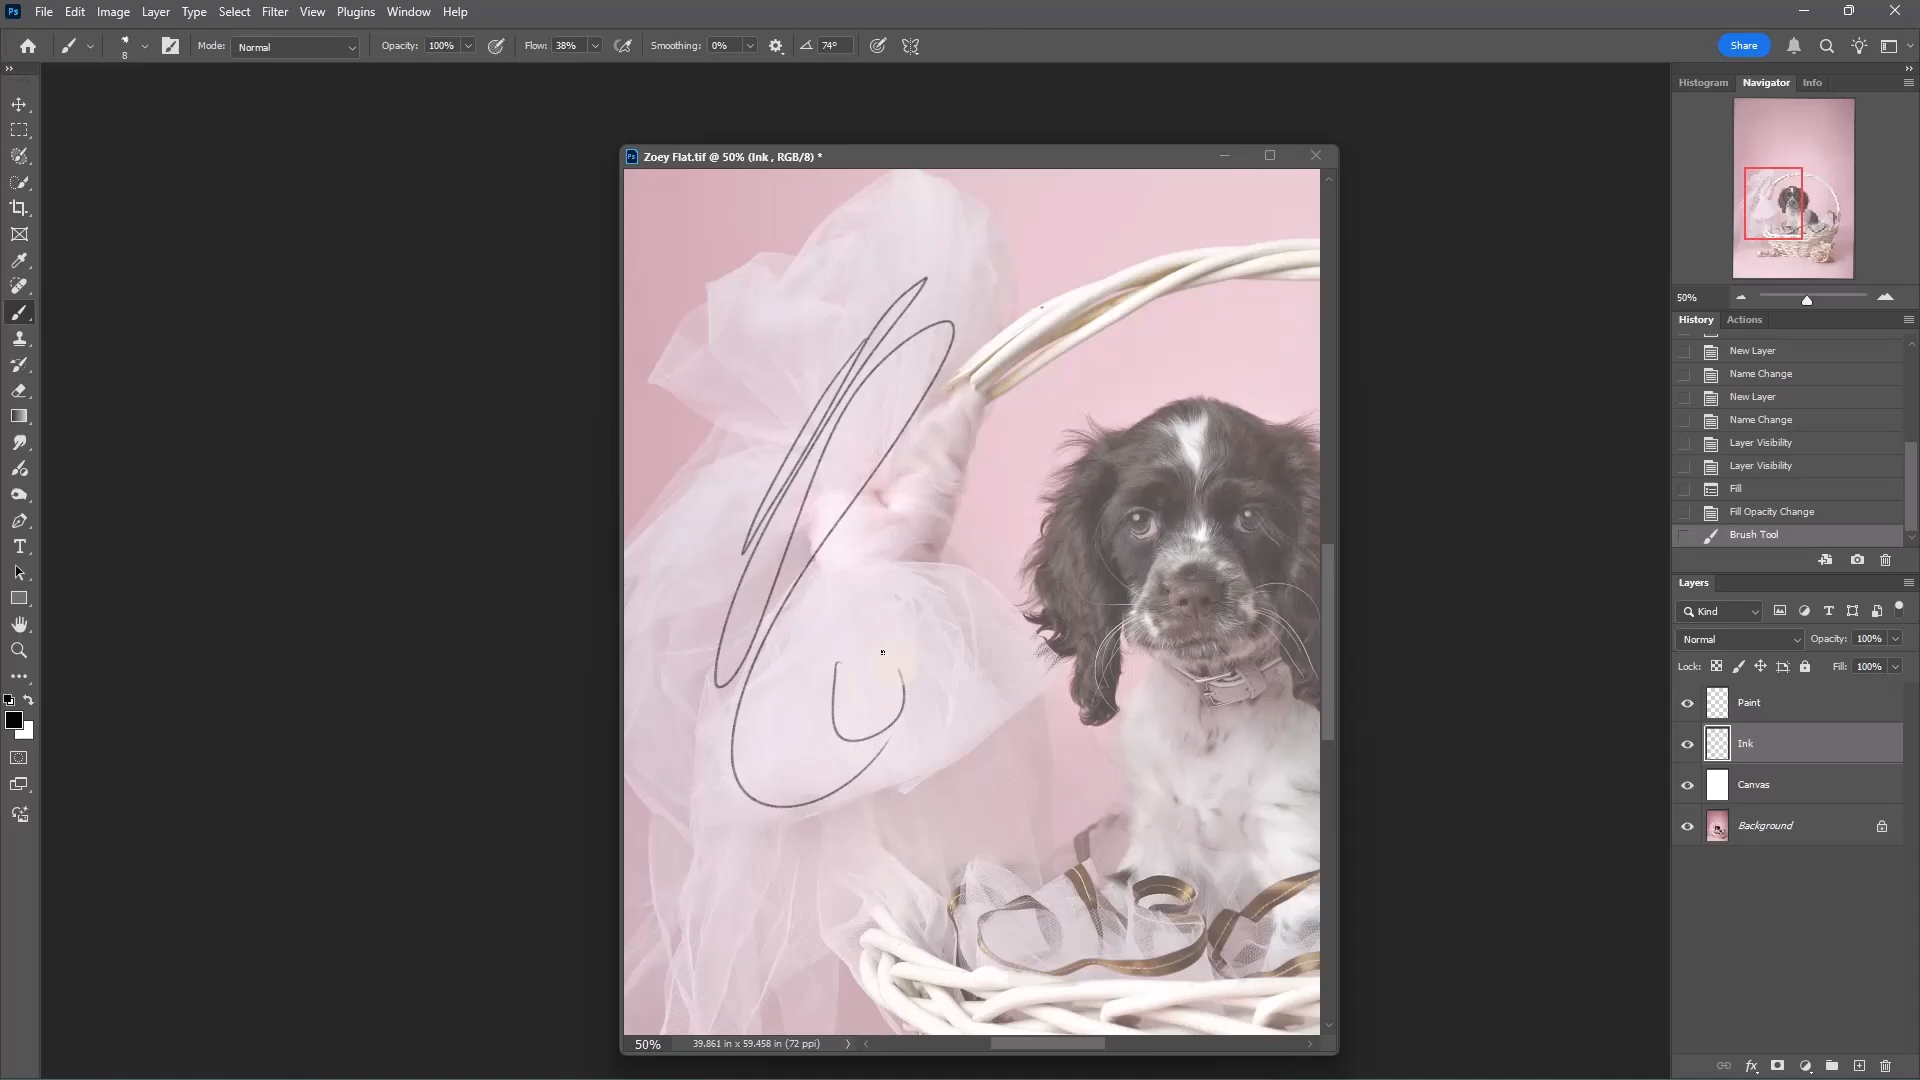 Ps File Edit Image Layer Type Select Filter View Plugins Window Help
8 Mode: Normal Opacity: 100% Flow: 38% Smoothing: 0% 74° Share
Histogram Navigator Info
Zoey Flat.tif @ 50% (Ink , RGB/8) *
50%
History Actions
New Layer
Name Change
New Layer
Name Change
Layer Visibility
Layer Visibility
Fill
Fill Opacity Change
Brush Tool
Layers
Kind
Normal Opacity: 100%
Lock: Fill: 100%
Paint
Ink
Canvas
Background
50% 39.861 in x 59.458 in (72 ppi)